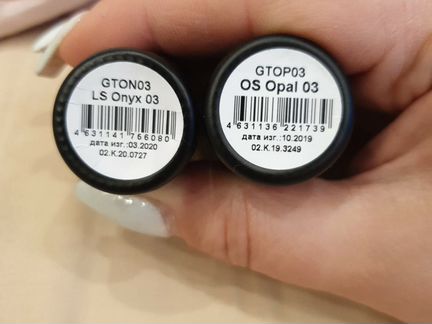 GTON03
LS Onyx 03
4 631141 766080
дата изг.:03.2020
02.К.20.0727
GTOP03
OS Opal 03
4 631136 221739
дата изг.:10.2019
02.К.19.3249